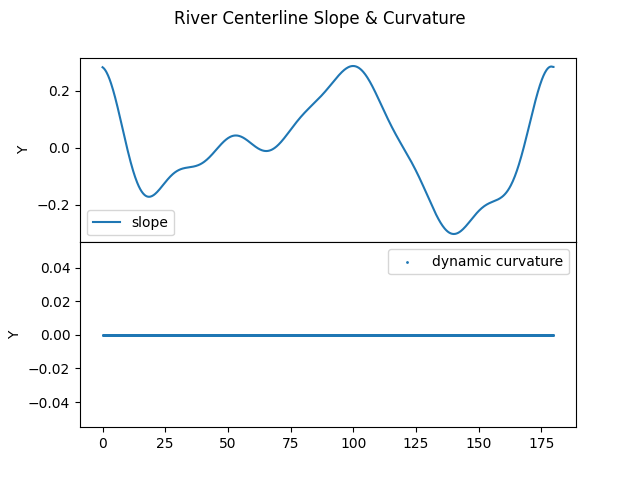 River Centerline Slope & Curvature
0.2
0.0
−0.2
Y
slope
dynamic curvature
0.04
0.02
0.00
−0.02
−0.04
Y
0 25 50 75 100 125 150 175